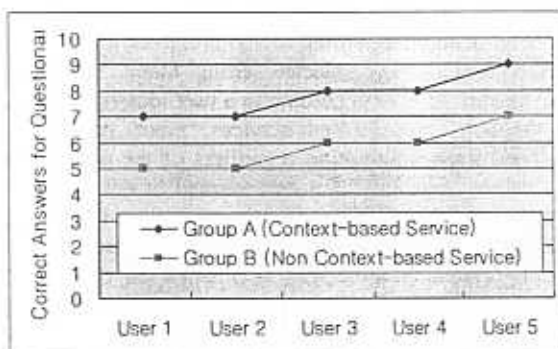 Correct Answers for Questionar
10
9
8
7
6
5
4
3
2
1
0
Group A (Context-based Service)
Group B (Non Context-based Service)
User 1 User 2 User 3 User 4 User 5